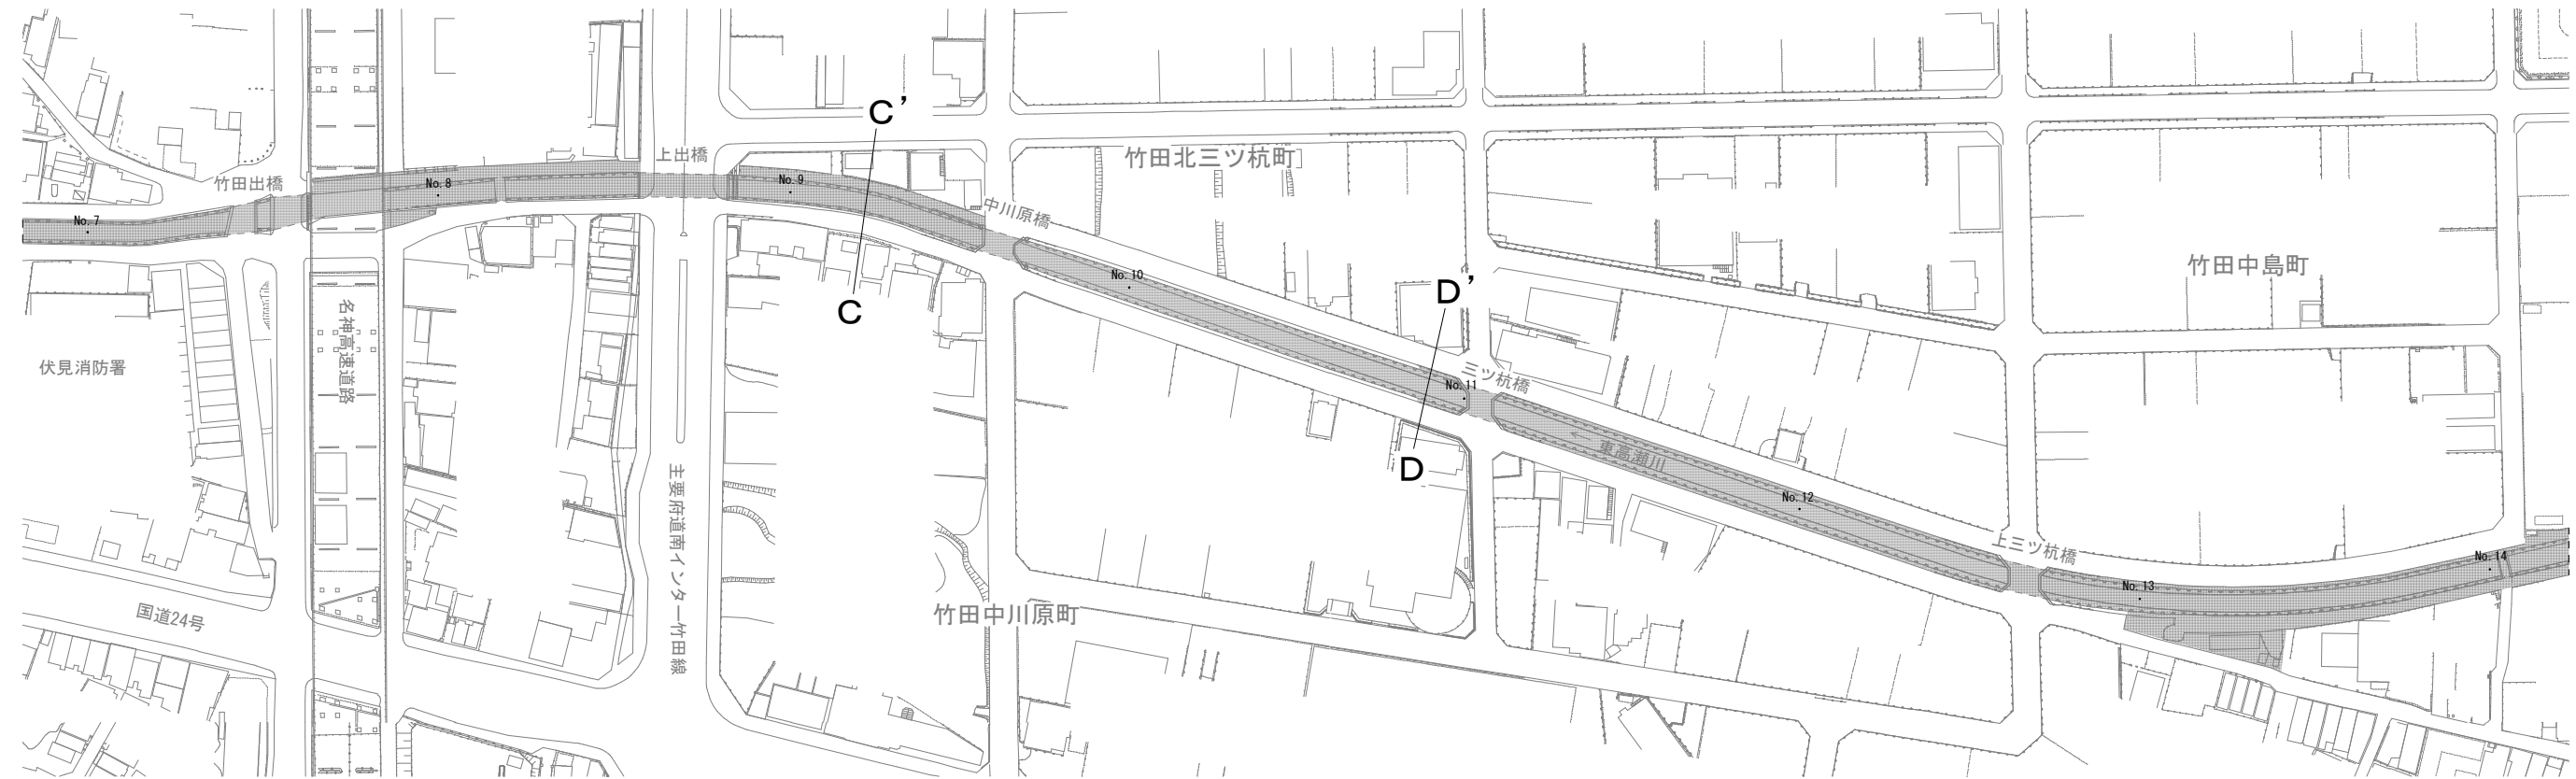 C’
上出橋
竹田北三ツ杭町
竹田出橋
No. 8
No. 9
No. 7
中川原橋
竹田中島町
No. 10
D’
C
名神高速道路
伏見消防署
三ツ杭橋
No. 11
D
← 東高瀬川
No. 12
主要府道南インター竹田線
上三ツ杭橋
No. 14
No. 13
国道24号
竹田中川原町